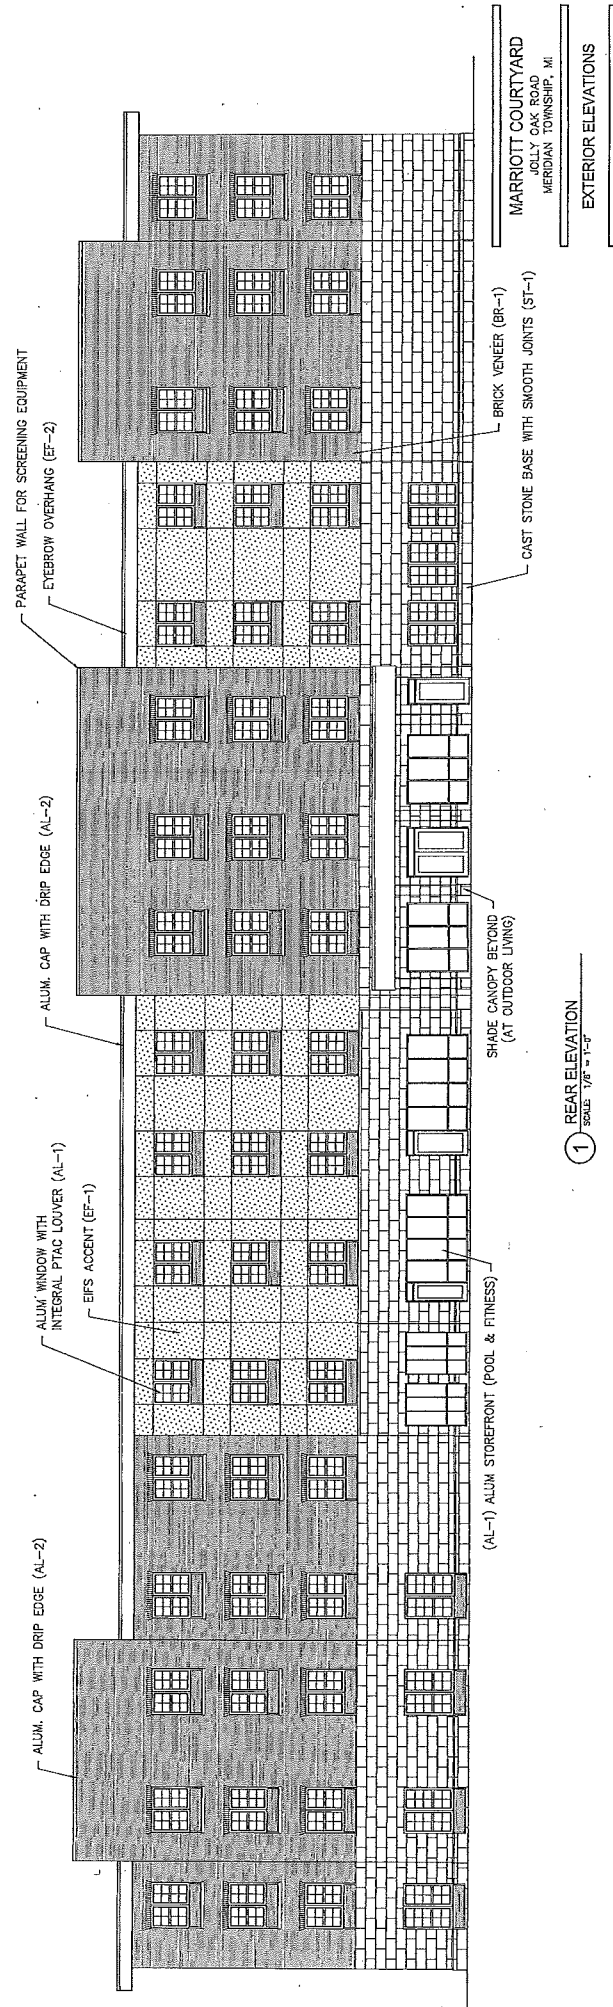 ALUM. CAP WITH DRIP EDGE (AL-2)
ALUM WINDOW WITH
INTEGRAL PTAC LOUVER (AL-1)
EIFS ACCENT (EF-1)
ALUM. CAP WITH DRIP EDGE (AL-2)
PARAPET WALL FOR SCREENING EQUIPMENT
EYEBROW OVERHANG (EF-2)
(AL-1) ALUM STOREFRONT (POOL & FITNESS)
SHADE CANOPY BEYOND
(AT OUTDOOR LIVING)
BRICK VENEER (BR-1)
CAST STONE BASE WITH SMOOTH JOINTS (ST-1)
1
REAR ELEVATION
SCALE: 1/8" = 1'-0"
MARRIOTT COURTYARD
JOLLY OAK ROAD
MERIDIAN TOWNSHIP, MI
EXTERIOR ELEVATIONS